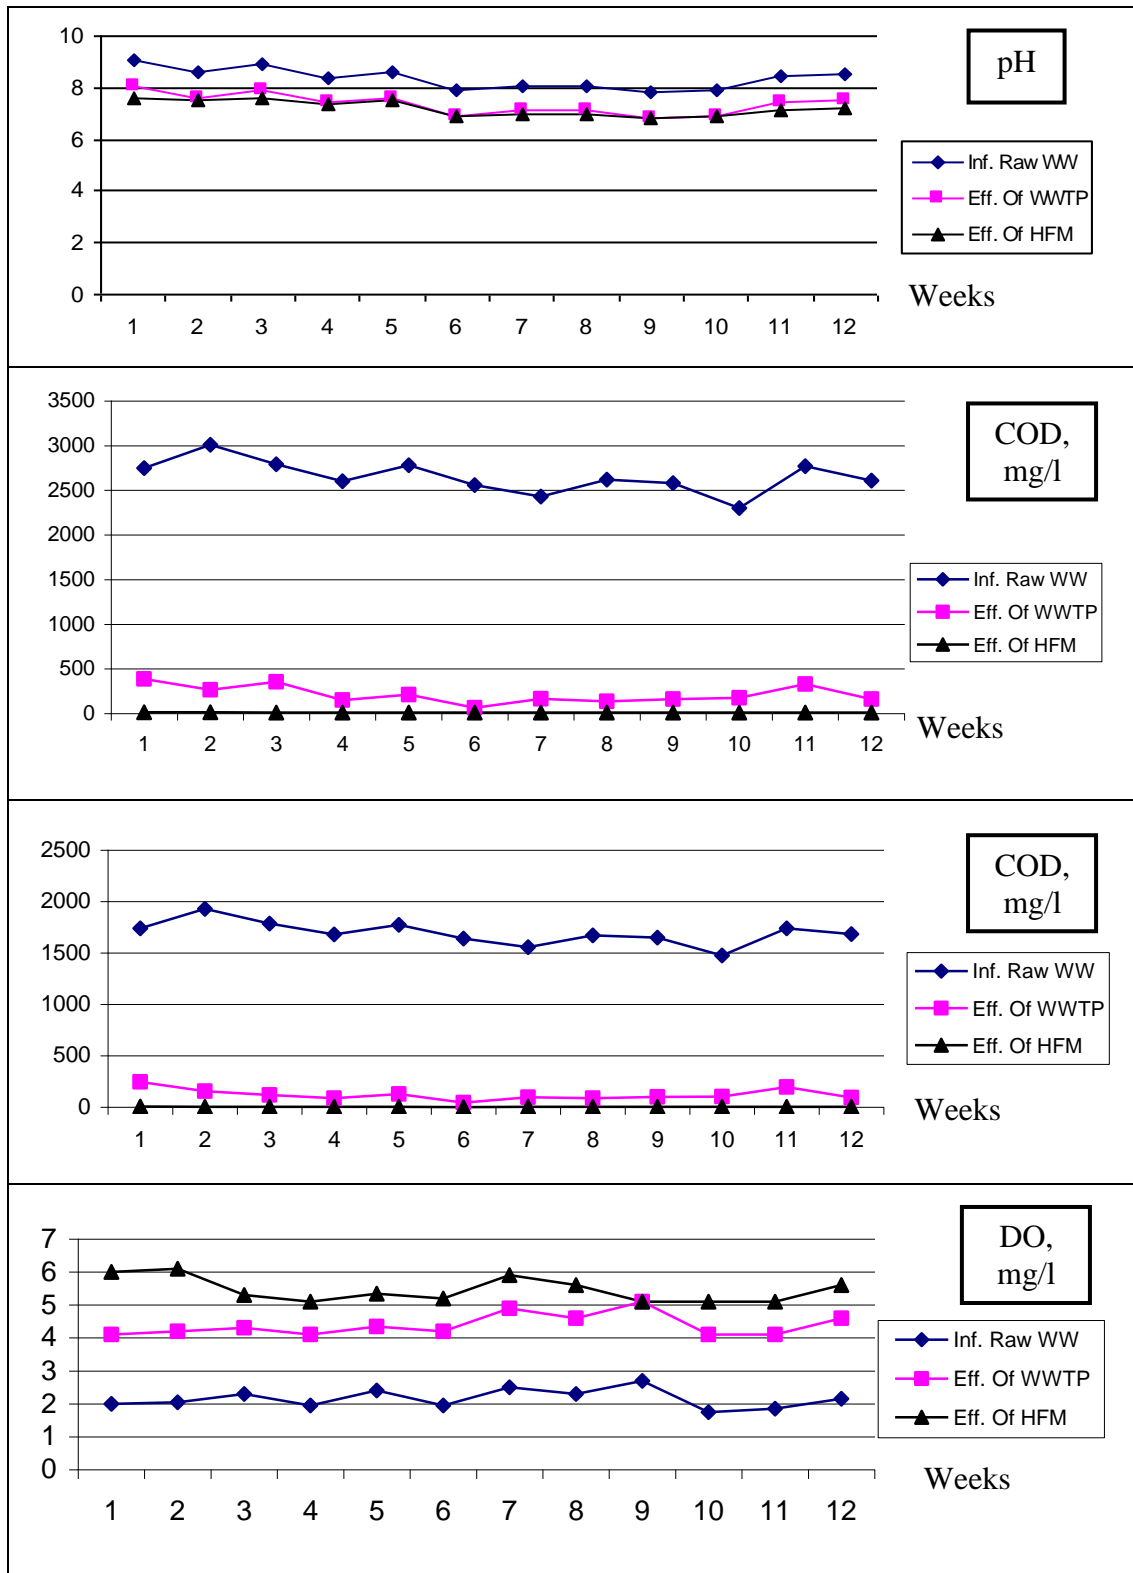 10
8
6
4
2
0
1 2 3 4 5 6 7 8 9 10 11 12
pH
Inf. Raw WW
Eff. Of WWTP
Eff. Of HFM
Weeks
3500
3000
2500
2000
1500
1000
500
0
1 2 3 4 5 6 7 8 9 10 11 12
COD,
mg/l
Inf. Raw WW
Eff. Of WWTP
Eff. Of HFM
Weeks
2500
2000
1500
1000
500
0
1 2 3 4 5 6 7 8 9 10 11 12
COD,
mg/l
Inf. Raw WW
Eff. Of WWTP
Eff. Of HFM
Weeks
7
6
5
4
3
2
1
0
1 2 3 4 5 6 7 8 9 10 11 12
DO,
mg/l
Inf. Raw WW
Eff. Of WWTP
Eff. Of HFM
Weeks